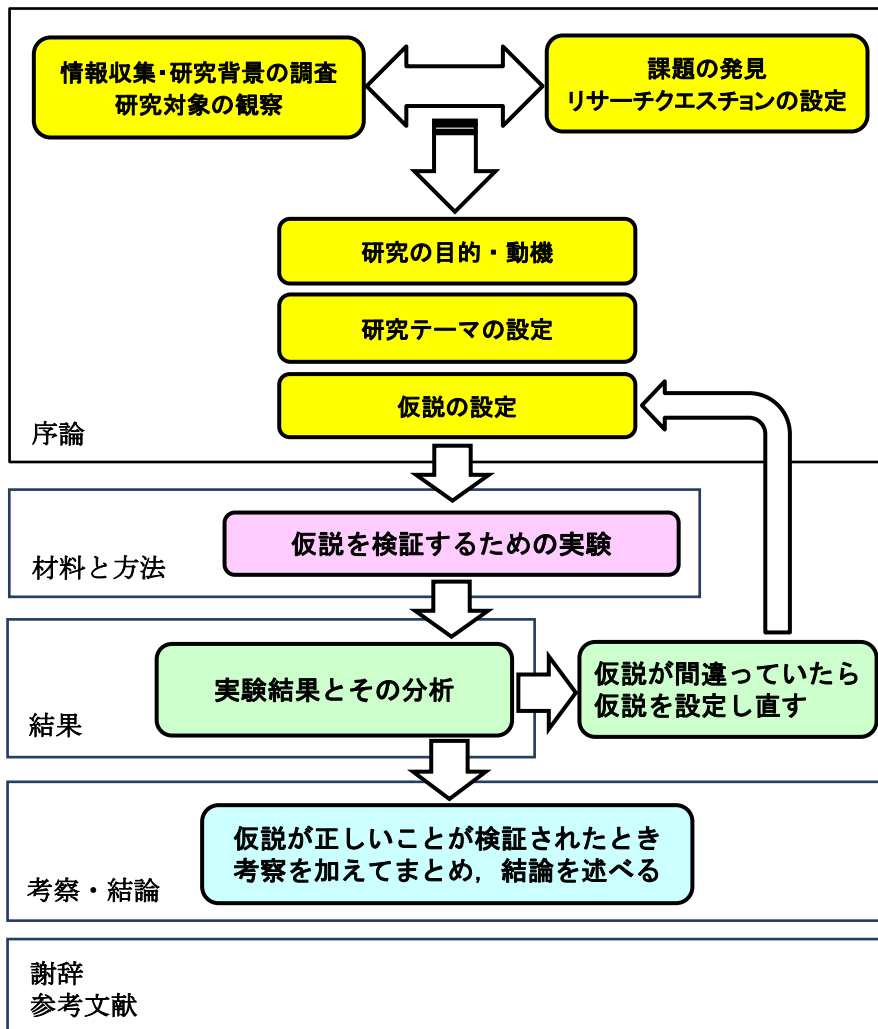 情報収集・研究背景の調査
研究対象の観察
課題の発見
リサーチクエスチョンの設定
研究の目的・動機
研究テーマの設定
仮説の設定
序論
仮説を検証するための実験
材料と方法
実験結果とその分析
仮説が間違っていたら
仮説を設定し直す
結果
仮説が正しいことが検証されたとき
考察を加えてまとめ，結論を述べる
考察・結論
謝辞
参考文献